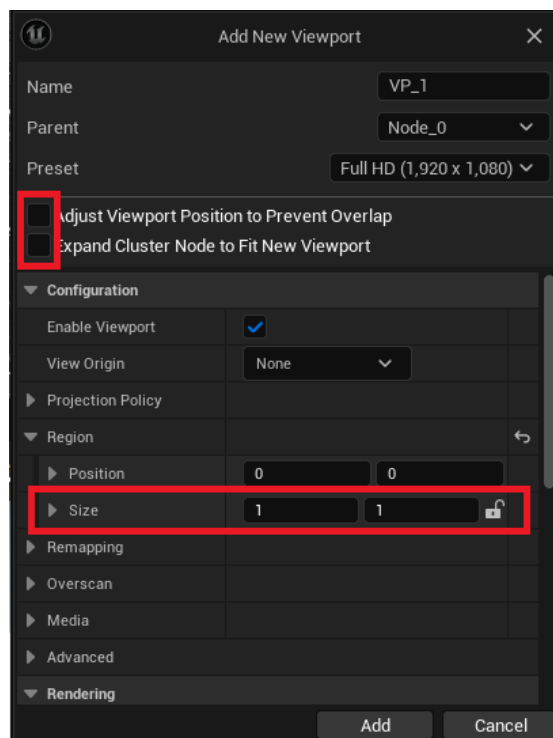 Add New Viewport
Name VP_1
Parent Node_0
Preset Full HD (1,920 x 1,080)
Adjust Viewport Position to Prevent Overlap
Expand Cluster Node to Fit New Viewport
Configuration
Enable Viewport
View Origin None
Projection Policy
Region
Position 0 0
Size 1 1
Remapping
Overscan
Media
Advanced
Rendering
Add Cancel